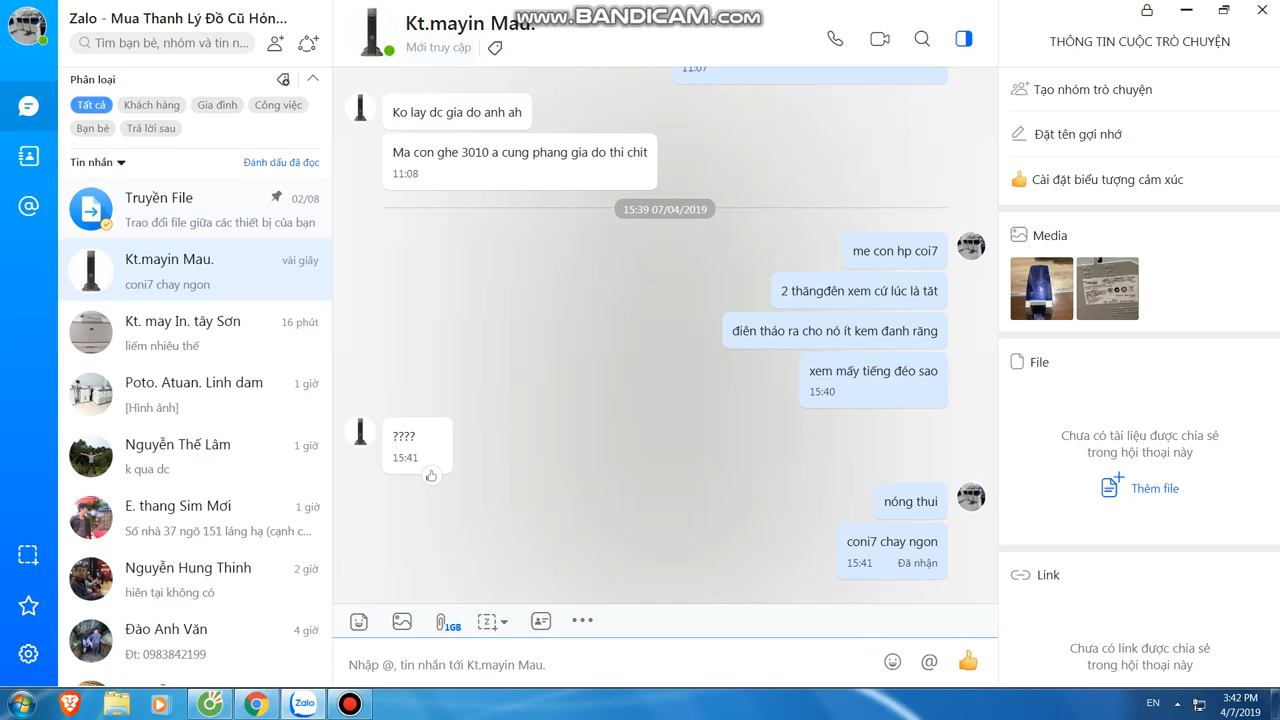 Zalo - Mua Thanh Lý Đồ Cũ Hỏn...
Tìm bạn bè, nhóm và tin n...
Phân loại
Tất cả
Khách hàng
Gia đình
Công việc
Bạn bè
Trả lời sau
Tin nhắn
Đánh dấu đã đọc
Truyền File
02/08
Trao đổi file giữa các thiết bị của bạn
Kt.mayin Mau.
vài giây
coni7 chay ngon
Kt. may In. tây Sơn
16 phút
liếm nhiêu thế
Poto. Atuan. Linh dam
1 giờ
[Hình ảnh]
Nguyễn Thế Lâm
1 giờ
k qua dc
E. thang Sim Mơi
1 giờ
Số nhà 37 ngõ 151 láng hạ (cạnh c...
Nguyễn Hung Thinh
2 giờ
hiên tại không có
Đào Anh Văn
4 giờ
Đt: 0983842199
www.BANDICAM.com
Kt.mayin Mau.
Mới truy cập
11:07
Ko lay dc gia do anh ah
Ma con ghe 3010 a cung phang gia do thi chit
11:08
15:39 07/04/2019
me con hp coi7
2 thăngđên xem cứ lúc là tăt
điên tháo ra cho nó ít kem đanh răng
xem mấy tiếng đéo sao
15:40
????
15:41
nóng thui
coni7 chay ngon
15:41 Đã nhận
1GB
Nhập @, tin nhắn tới Kt.mayin Mau.
THÔNG TIN CUỘC TRÒ CHUYỆN
Tạo nhóm trò chuyện
Đặt tên gợi nhớ
Cài đặt biểu tượng cảm xúc
Media
File
Chưa có tài liệu được chia sẻ
trong hội thoại này
Thêm file
Link
Chưa có link được chia sẻ
trong hội thoại này
Zalo
EN
3:42 PM
4/7/2019